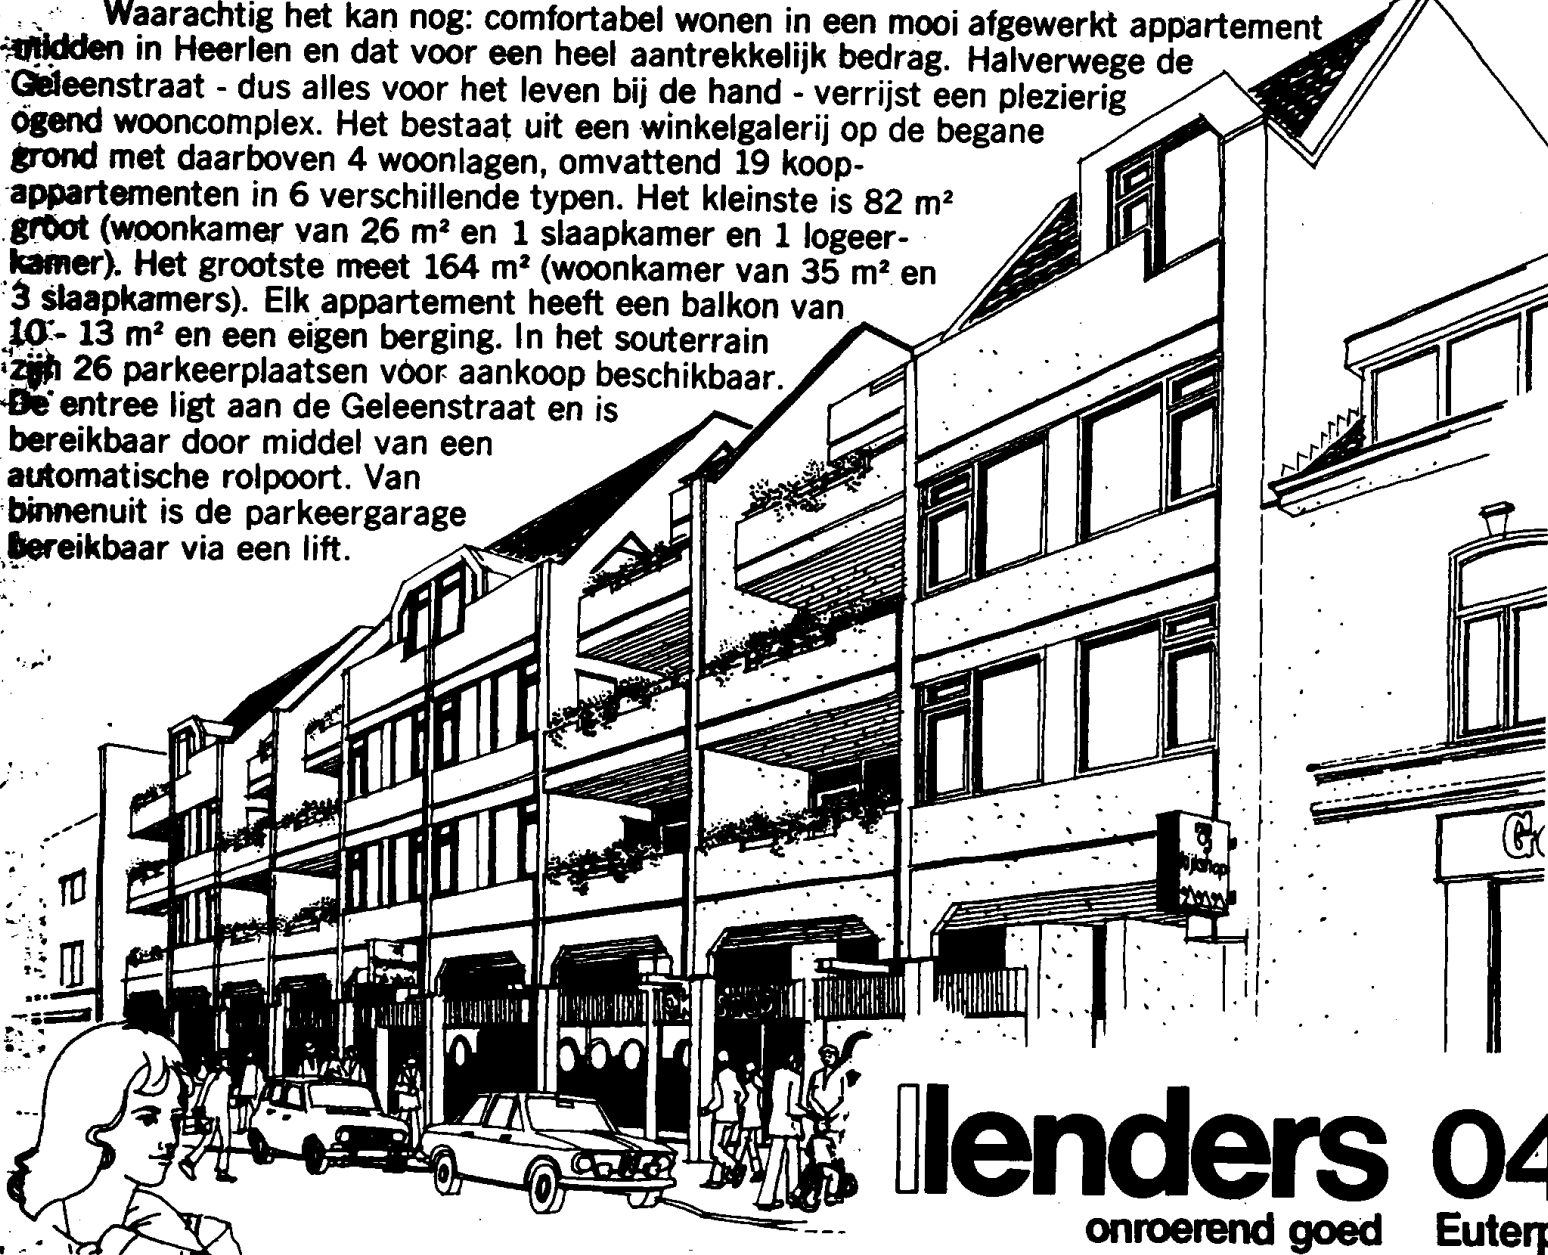 Waarachtig het kan nog: comfortabel wonen in een mooi afgewerkt appartement
midden in Heerlen en dat voor een heel aantrekkelijk bedrag. Halverwege de
Geleenstraat - dus alles voor het leven bij de hand - verrijst een plezierig
ogend wooncomplex. Het bestaat uit een winkelgalerij op de begane
grond met daarboven 4 woonlagen, omvattend 19 koop-
appartementen in 6 verschillende typen. Het kleinste is 82 m²
groot (woonkamer van 26 m² en 1 slaapkamer en 1 logeer-
kamer). Het grootste meet 164 m² (woonkamer van 35 m² en
3 slaapkamers). Elk appartement heeft een balkon van
10 - 13 m² en een eigen berging. In het souterrain
zijn 26 parkeerplaatsen voor aankoop beschikbaar.
De entree ligt aan de Geleenstraat en is
bereikbaar door middel van een
automatische rolpoort. Van
binnenuit is de parkeergarage
bereikbaar via een lift.
lenders 04
onroerend goed Euterp